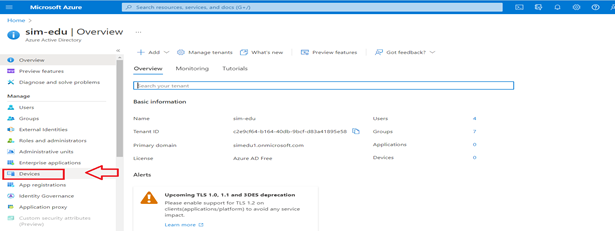 Microsoft Azure
Search resources, services, and docs (G+/)
Home >
sim-edu | Overview ...
Azure Active Directory
Overview
Preview features
Diagnose and solve problems
Manage
Users
Groups
External Identities
Roles and administrators
Administrative units
Enterprise applications
Devices
App registrations
Identity Governance
Application proxy
Custom security attributes
(Preview)
+ Add Manage tenants What's new Preview features Got feedback?
Overview Monitoring Tutorials
Search your tenant
Basic information
Name sim-edu Users 4
Tenant ID c2e9cf64-b164-40db-9bcf-d83a41895e58 Groups 7
Primary domain simedu1.onmicrosoft.com Applications 0
License Azure AD Free Devices 0
Alerts
Upcoming TLS 1.0, 1.1 and 3DES deprecation
Please enable support for TLS 1.2 on
clients(applications/platform) to avoid any service
impact.
Learn more